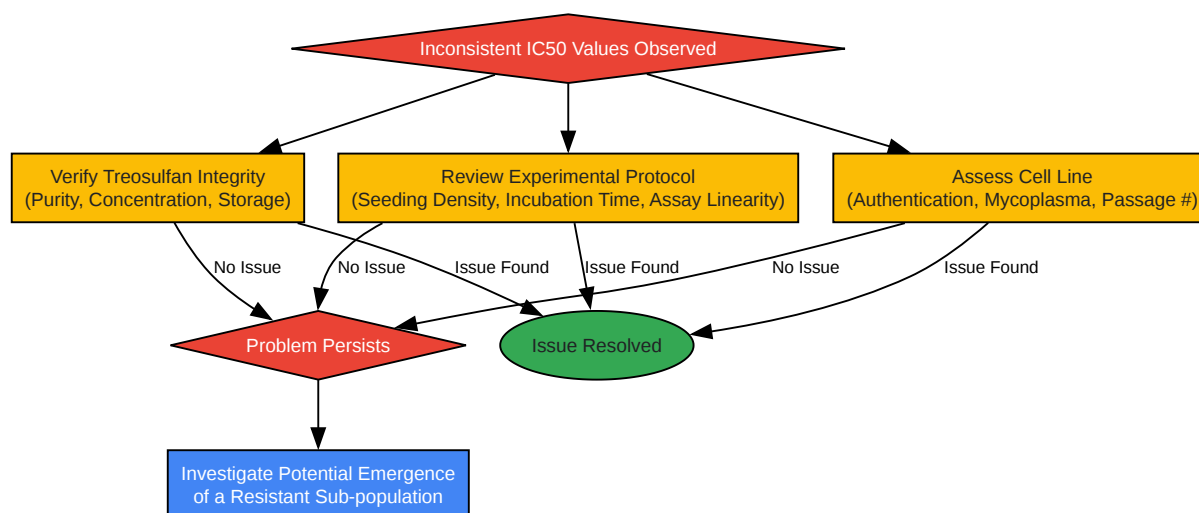 Inconsistent IC50 Values Observed
Verify Treosulfan Integrity
(Purity, Concentration, Storage)
Review Experimental Protocol
(Seeding Density, Incubation Time, Assay Linearity)
Assess Cell Line
(Authentication, Mycoplasma, Passage #)
No Issue
No Issue
Issue Found
Issue Found
No Issue
Issue Found
Problem Persists
Issue Resolved
Investigate Potential Emergence
of a Resistant Sub-population